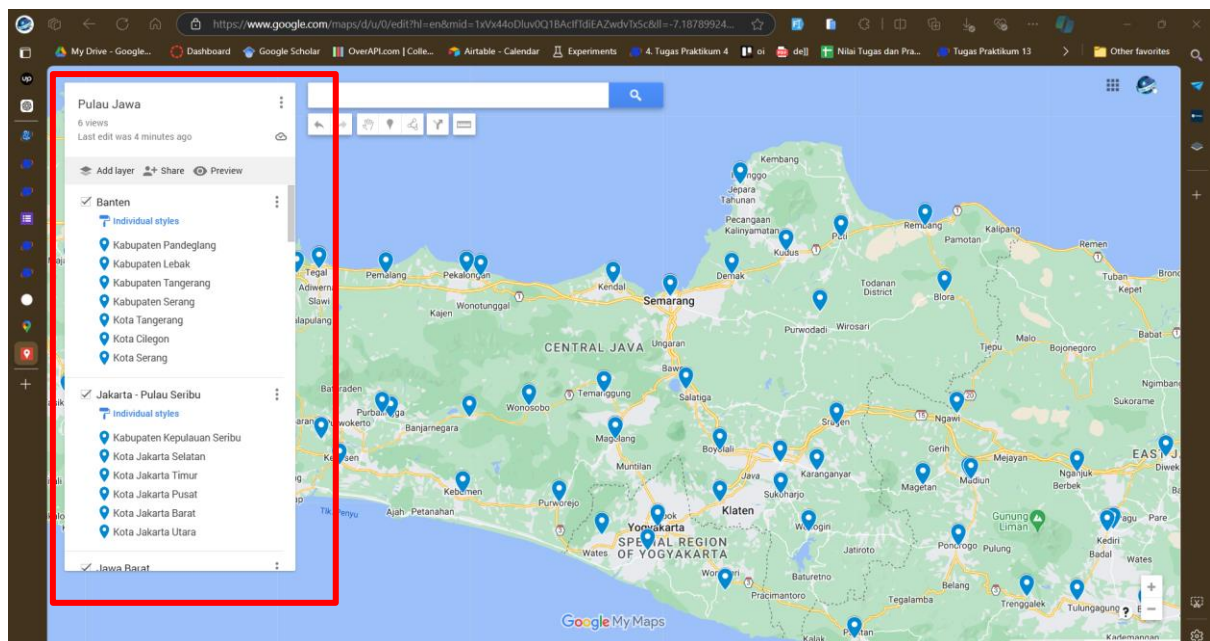 https://www.google.com/maps/d/u/0/edit?hl=en&mid=1xVx44oDluv0Q1BAcIfTdiEAZwdvTxSc&ll=-7.18789924...
My Drive - Google...
Dashboard
Google Scholar
OverAPI.com | Colle...
Airtable - Calendar
Experiments
4. Tugas Praktikum 4
oi
dell
Nilai Tugas dan Pra...
Tugas Praktikum 13
Other favorites
up
Pulau Jawa
6 views
Last edit was 4 minutes ago
Add layer
Share
Preview
Banten
Individual styles
Kabupaten Pandeglang
Kabupaten Lebak
Kabupaten Tangerang
Kabupaten Serang
Kota Tangerang
Kota Cilegon
Kota Serang
Jakarta - Pulau Seribu
Individual styles
Kabupaten Kepulauan Seribu
Kota Jakarta Selatan
Kota Jakarta Timur
Kota Jakarta Pusat
Kota Jakarta Barat
Kota Jakarta Utara
Jawa Barat
Kembang
Jepara
Tahunan
Pecangaan
Kalinyamatan
Kudus
Rembang
Pamotan
Kalipang
Remen
Tuban
Kepet
Demak
Tegal
Adiwerna
Slawi
Pemalang
Pekalongan
Wonotunggal
Kajen
Kendal
Semarang
Todanan
District
Blora
Purwodadi
Wirosari
Babat
CENTRAL JAVA
Ungaran
Tjepu
Malo
Bojonegoro
Ngimbang
Sukorame
Temanggung
Salatiga
Wonosobo
Banjarnegara
Magelang
Boyolali
Sragen
Ngawi
Gerih
Mejayan
EAST J
Nganjuk
Berbek
Diwek
Muntilan
Java
Karanganyar
Magetan
Madiun
Kebumen
Purworejo
Sukoharjo
Klaten
Ajah
Petanahan
Yogyakarta
SPECIAL REGION
OF YOGYAKARTA
Wates
Gunung
Liman
Pare
Kediri
Badal
Wates
Jatiroto
Ponorogo
Pulung
Baturetno
Pracimantoro
Belang
Tegalamba
Trenggalek
Tulungagung
Kademangan
Kalak
Google My Maps